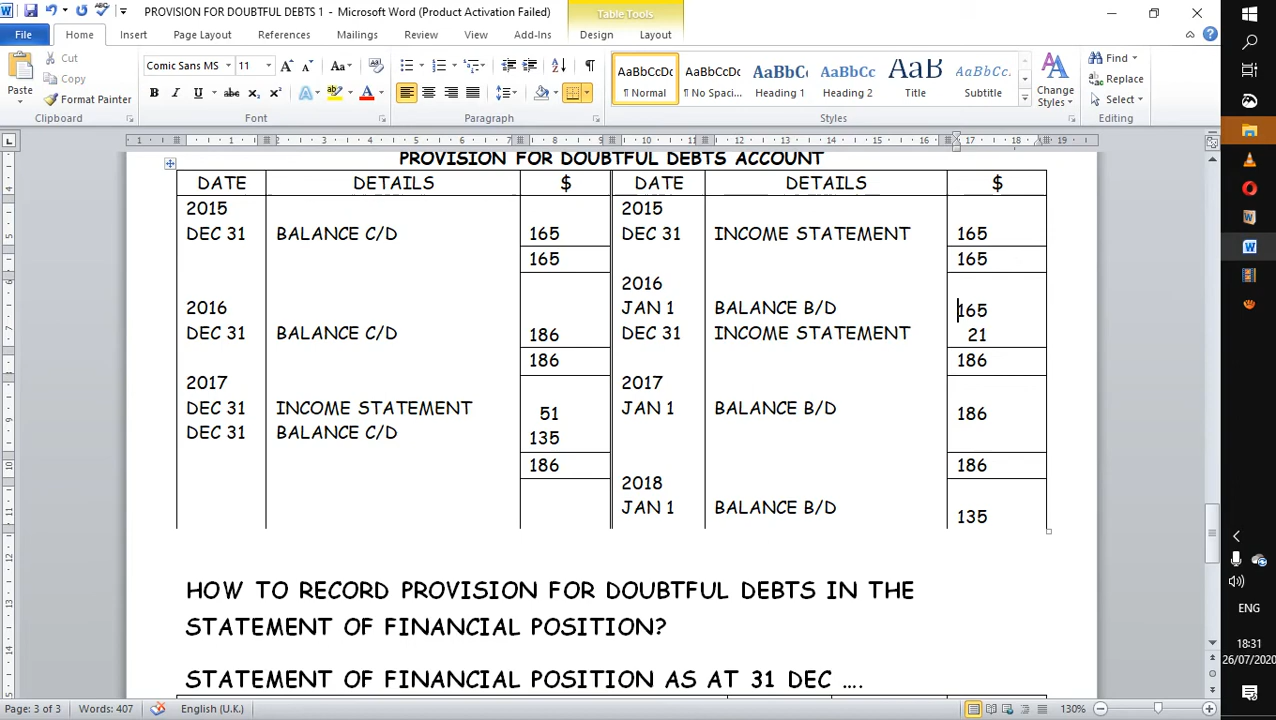 PROVISION FOR DOUBTFUL DEBTS 1 - Microsoft Word (Product Activation Failed)
Table Tools
File Home Insert Page Layout References Mailings Review View Add-Ins Design Layout
Paste
Cut
Copy
Format Painter
Clipboard
Comic Sans MS 11
Font
Paragraph
AaBbCcDc
¶ Normal
AaBbCcDc
¶ No Spaci...
AaBbCc
Heading 1
AaBbCc
Heading 2
AaB
Title
AaBbCcDc
Subtitle
Change
Styles
Styles
Find
Replace
Select
Editing
PROVISION FOR DOUBTFUL DEBTS ACCOUNT
DATE DETAILS $ DATE DETAILS $
2015 2015
DEC 31 BALANCE C/D 165 DEC 31 INCOME STATEMENT 165
165 165
2016
2016 JAN 1 BALANCE B/D 165
DEC 31 BALANCE C/D 186 DEC 31 INCOME STATEMENT 21
186 186
2017 2017
DEC 31 INCOME STATEMENT 51 JAN 1 BALANCE B/D 186
DEC 31 BALANCE C/D 135
186 186
2018
JAN 1 BALANCE B/D 135
HOW TO RECORD PROVISION FOR DOUBTFUL DEBTS IN THE
STATEMENT OF FINANCIAL POSITION?
STATEMENT OF FINANCIAL POSITION AS AT 31 DEC ....
Page: 3 of 3 Words: 407 English (U.K.) 130%
ENG
18:31
26/07/2020